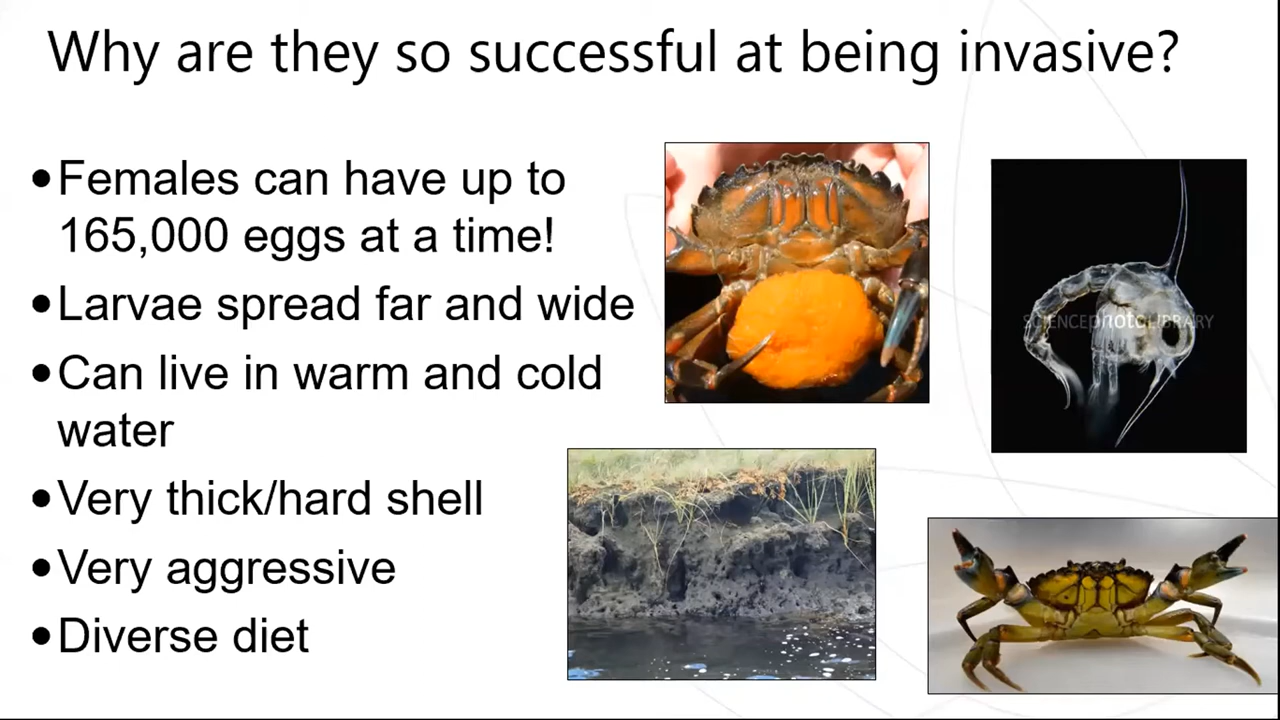 Why are they so successful at being invasive?
•Females can have up to
165,000 eggs at a time!
•Larvae spread far and wide
•Can live in warm and cold
water
•Very thick/hard shell
•Very aggressive
•Diverse diet
SCIENCEphotoLIBRARY